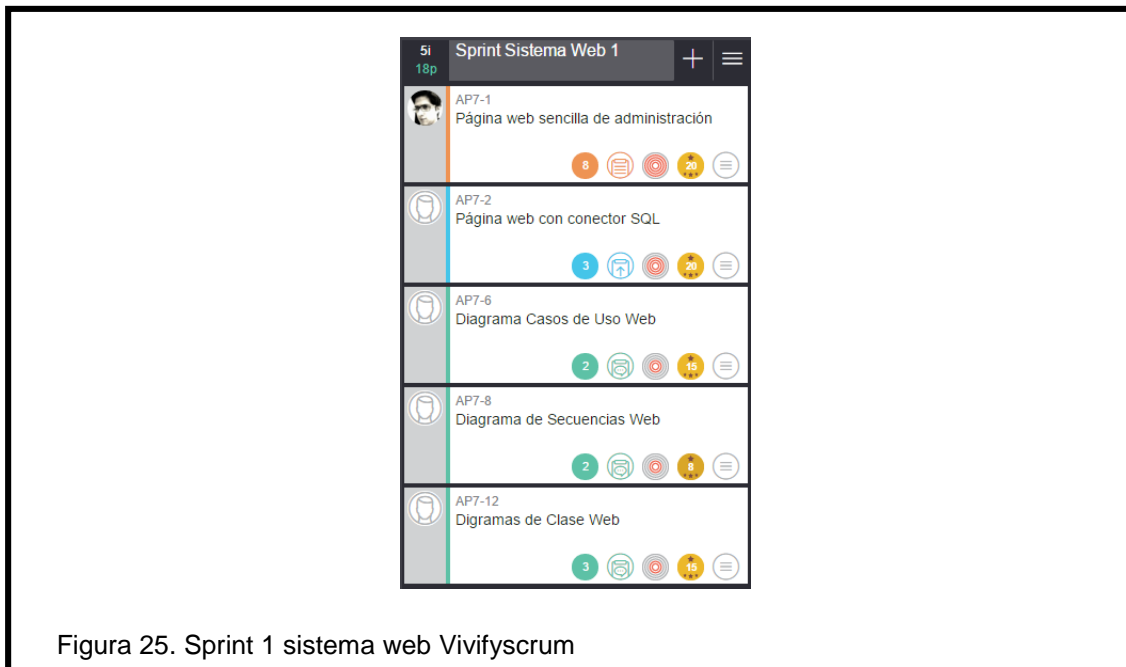 5i
18p
Sprint Sistema Web 1
AP7-1
Página web sencilla de administración
8
20
AP7-2
Página web con conector SQL
3
20
AP7-6
Diagrama Casos de Uso Web
2
15
AP7-8
Diagrama de Secuencias Web
2
8
AP7-12
Digramas de Clase Web
3
15
Figura 25. Sprint 1 sistema web Vivifyscrum